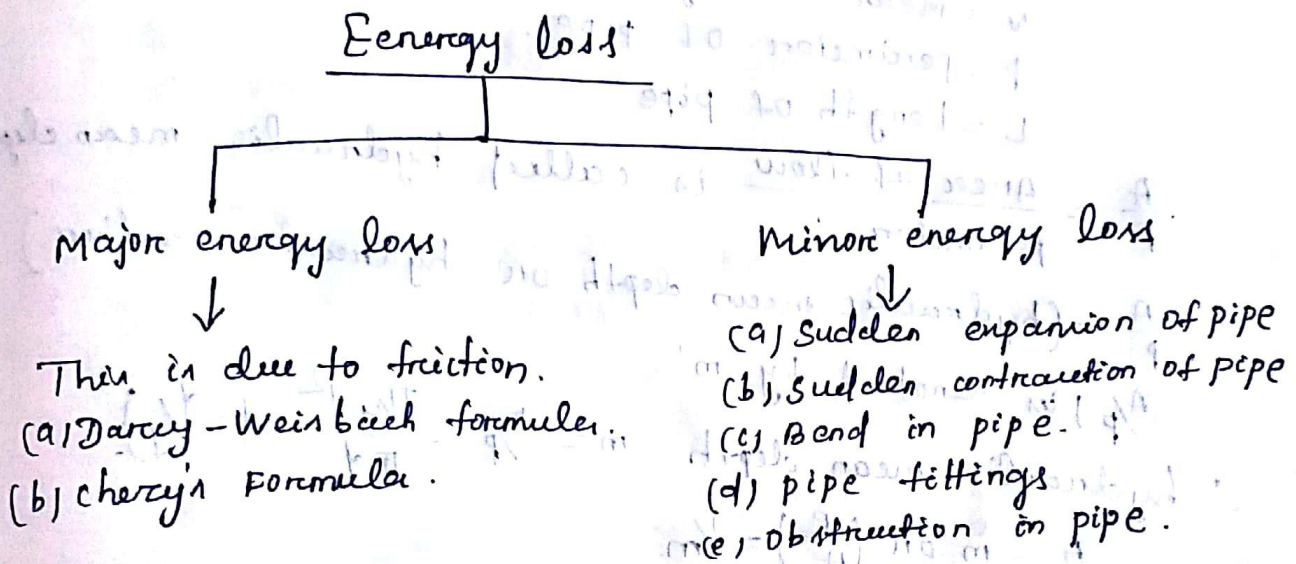 Eenergy loss
Major energy loss
Minor energy loss
This is due to friction.
(a) Darcy-Weisbach formula.
(b) chezy's Formula.
(a) Sudden expansion of pipe
(b) Sudden contraction of pipe
(c) Bend in pipe.
(d) pipe fittings
(e) obstruction in pipe.